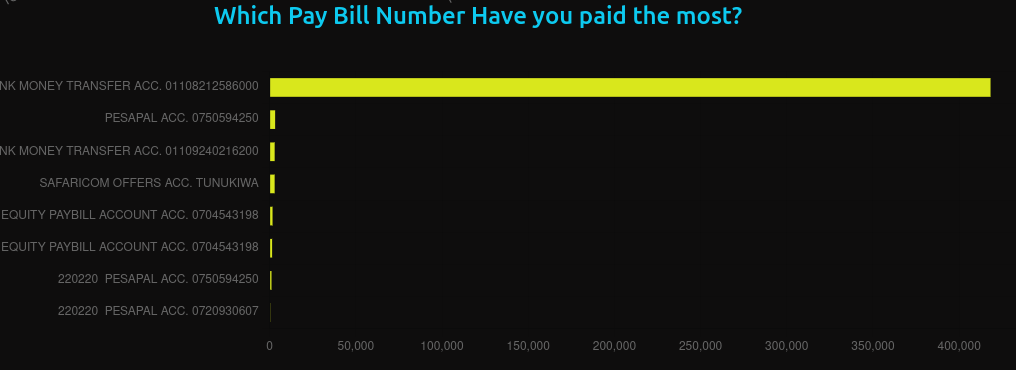 Which Pay Bill Number Have you paid the most?
NK MONEY TRANSFER ACC. 01108212586000
PESAPAL ACC. 0750594250
NK MONEY TRANSFER ACC. 01109240216200
SAFARICOM OFFERS ACC. TUNUKIWA
EQUITY PAYBILL ACCOUNT ACC. 0704543198
EQUITY PAYBILL ACCOUNT ACC. 0704543198
220220 PESAPAL ACC. 0750594250
220220 PESAPAL ACC. 0720930607
0 50,000 100,000 150,000 200,000 250,000 300,000 350,000 400,000